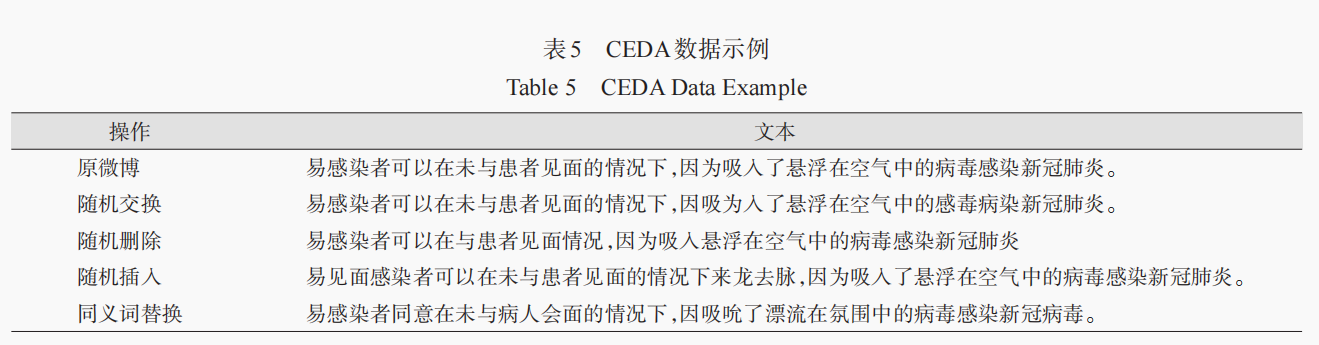 表5 CEDA数据示例
Table 5 CEDA Data Example
操作 文本
原微博 易感染者可以在未与患者见面的情况下,因为吸入了悬浮在空气中的病毒感染新冠肺炎。
随机交换 易感染者可以在未与患者见面的情况下,因吸为入了悬浮在空气中的感毒病染新冠肺炎。
随机删除 易感染者可以在与患者见面情况,因为吸入悬浮在空气中的病毒感染新冠肺炎
随机插入 易见面感染者可以在未与患者见面的情况下来龙去脉,因为吸入了悬浮在空气中的病毒感染新冠肺炎。
同义词替换 易感染者同意在未与病人会面的情况下,因吸吮了漂流在氛围中的病毒感染新冠病毒。